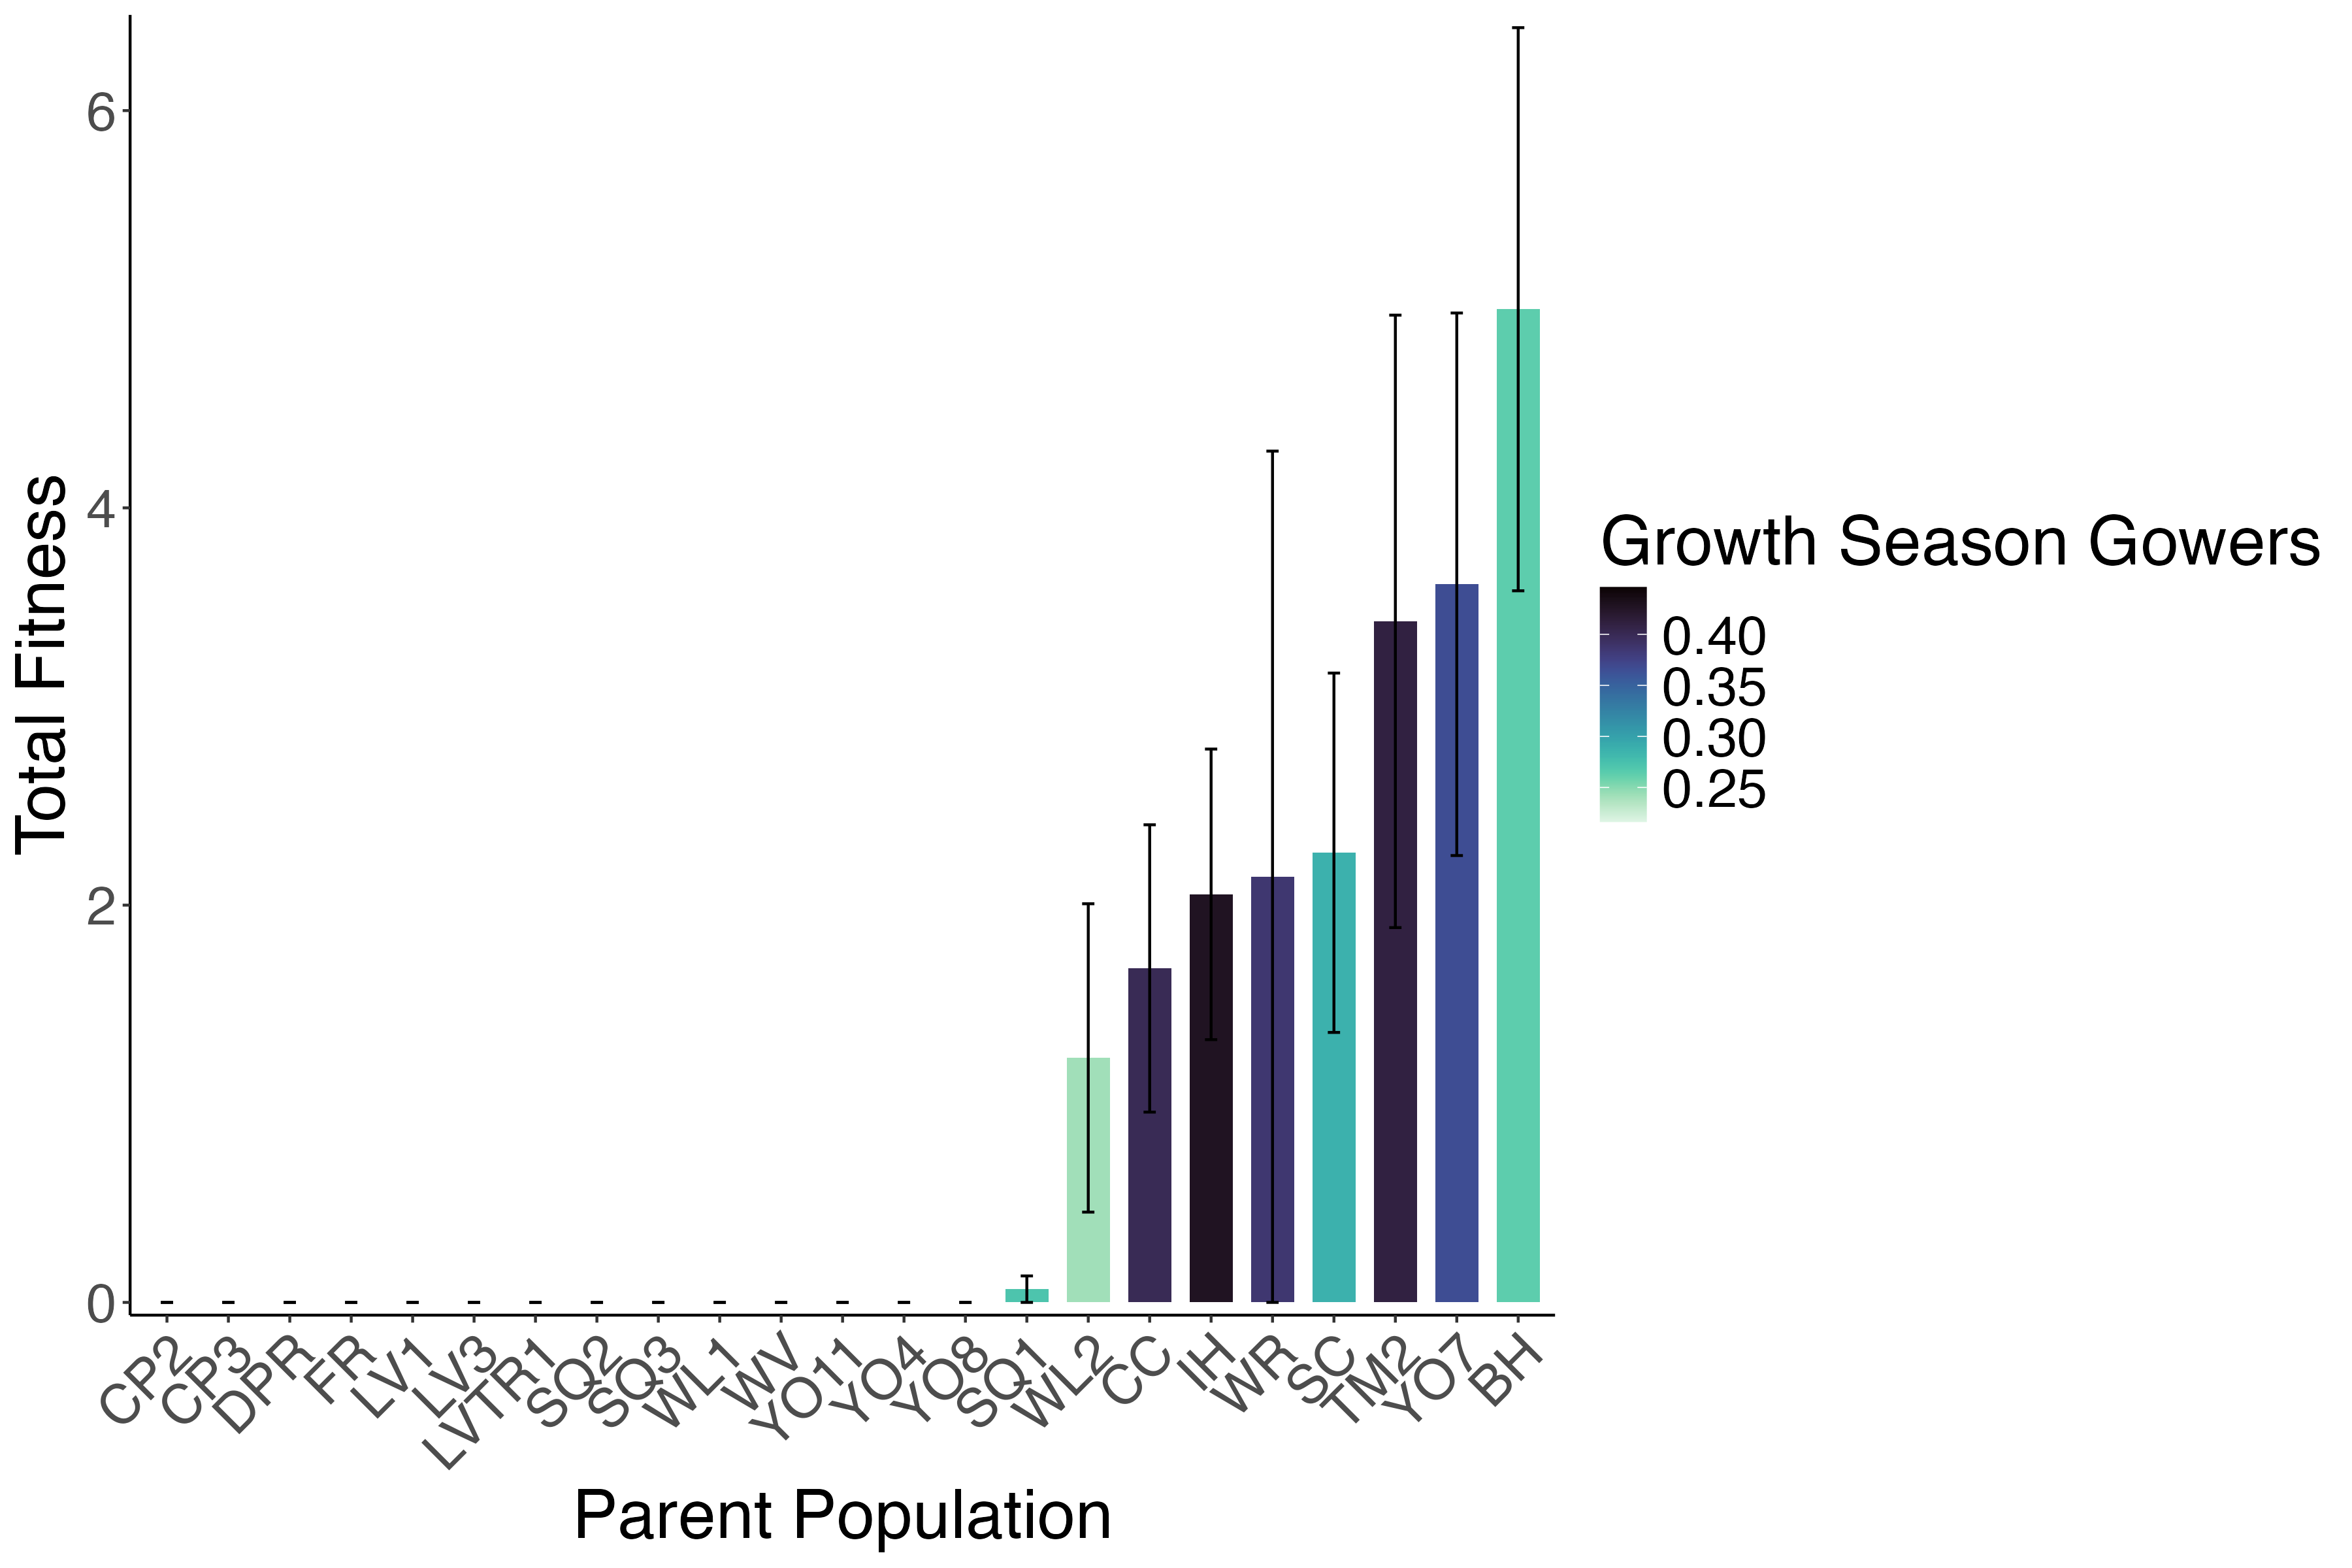 Total Fitness
6
4
2
0
CP2
CP3
DPR
FR
LV1
LV3
LVTR1
SQ2
SQ3
WL1
WV
YO11
YO4
YO8
SQ1
WL2
CC
IH
WR
SC
TM2
YO7
BH
Parent Population
Growth Season Gowers
0.40
0.35
0.30
0.25